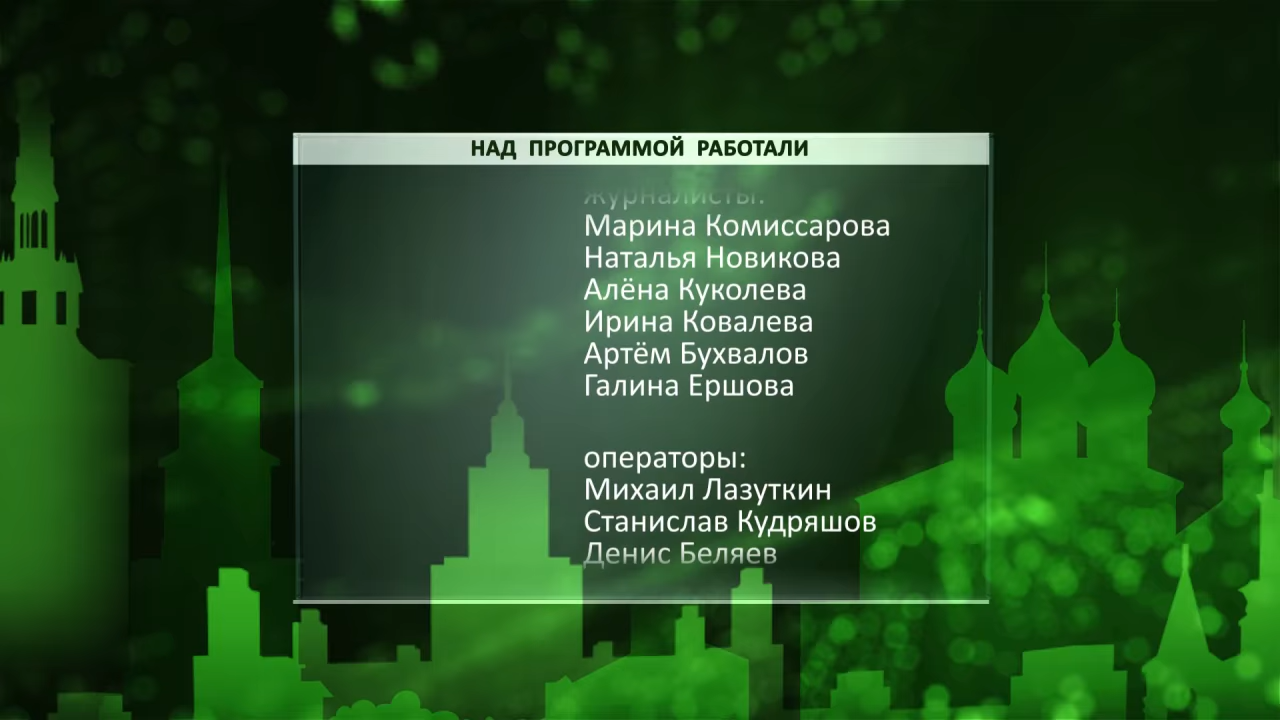 НАД ПРОГРАММОЙ РАБОТАЛИ
журналисты:
Марина Комиссарова
Наталья Новикова
Алёна Куколева
Ирина Ковалева
Артём Бухвалов
Галина Ершова
операторы:
Михаил Лазуткин
Станислав Кудряшов
Денис Беляев